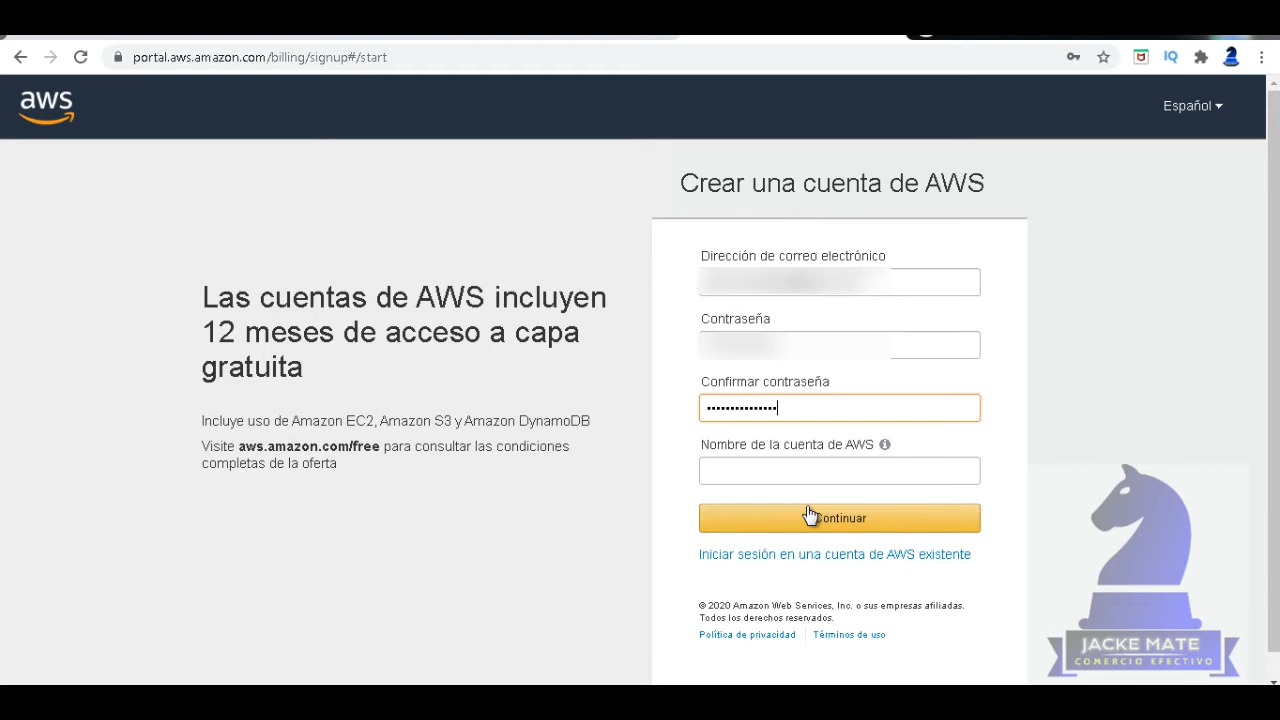 portal.aws.amazon.com/billing/signup#/start
aws
Español
Crear una cuenta de AWS
Las cuentas de AWS incluyen
12 meses de acceso a capa
gratuita
Incluye uso de Amazon EC2, Amazon S3 y Amazon DynamoDB
Visite aws.amazon.com/free para consultar las condiciones
completas de la oferta
Dirección de correo electrónico
Contraseña
Confirmar contraseña
•••••••••••••••
Nombre de la cuenta de AWS
Continuar
Iniciar sesión en una cuenta de AWS existente
© 2020 Amazon Web Services, Inc. o sus empresas afiliadas.
Todos los derechos reservados.
Política de privacidad
Términos de uso
IQ
JACKE MATE
COMERCIO EFECTIVO